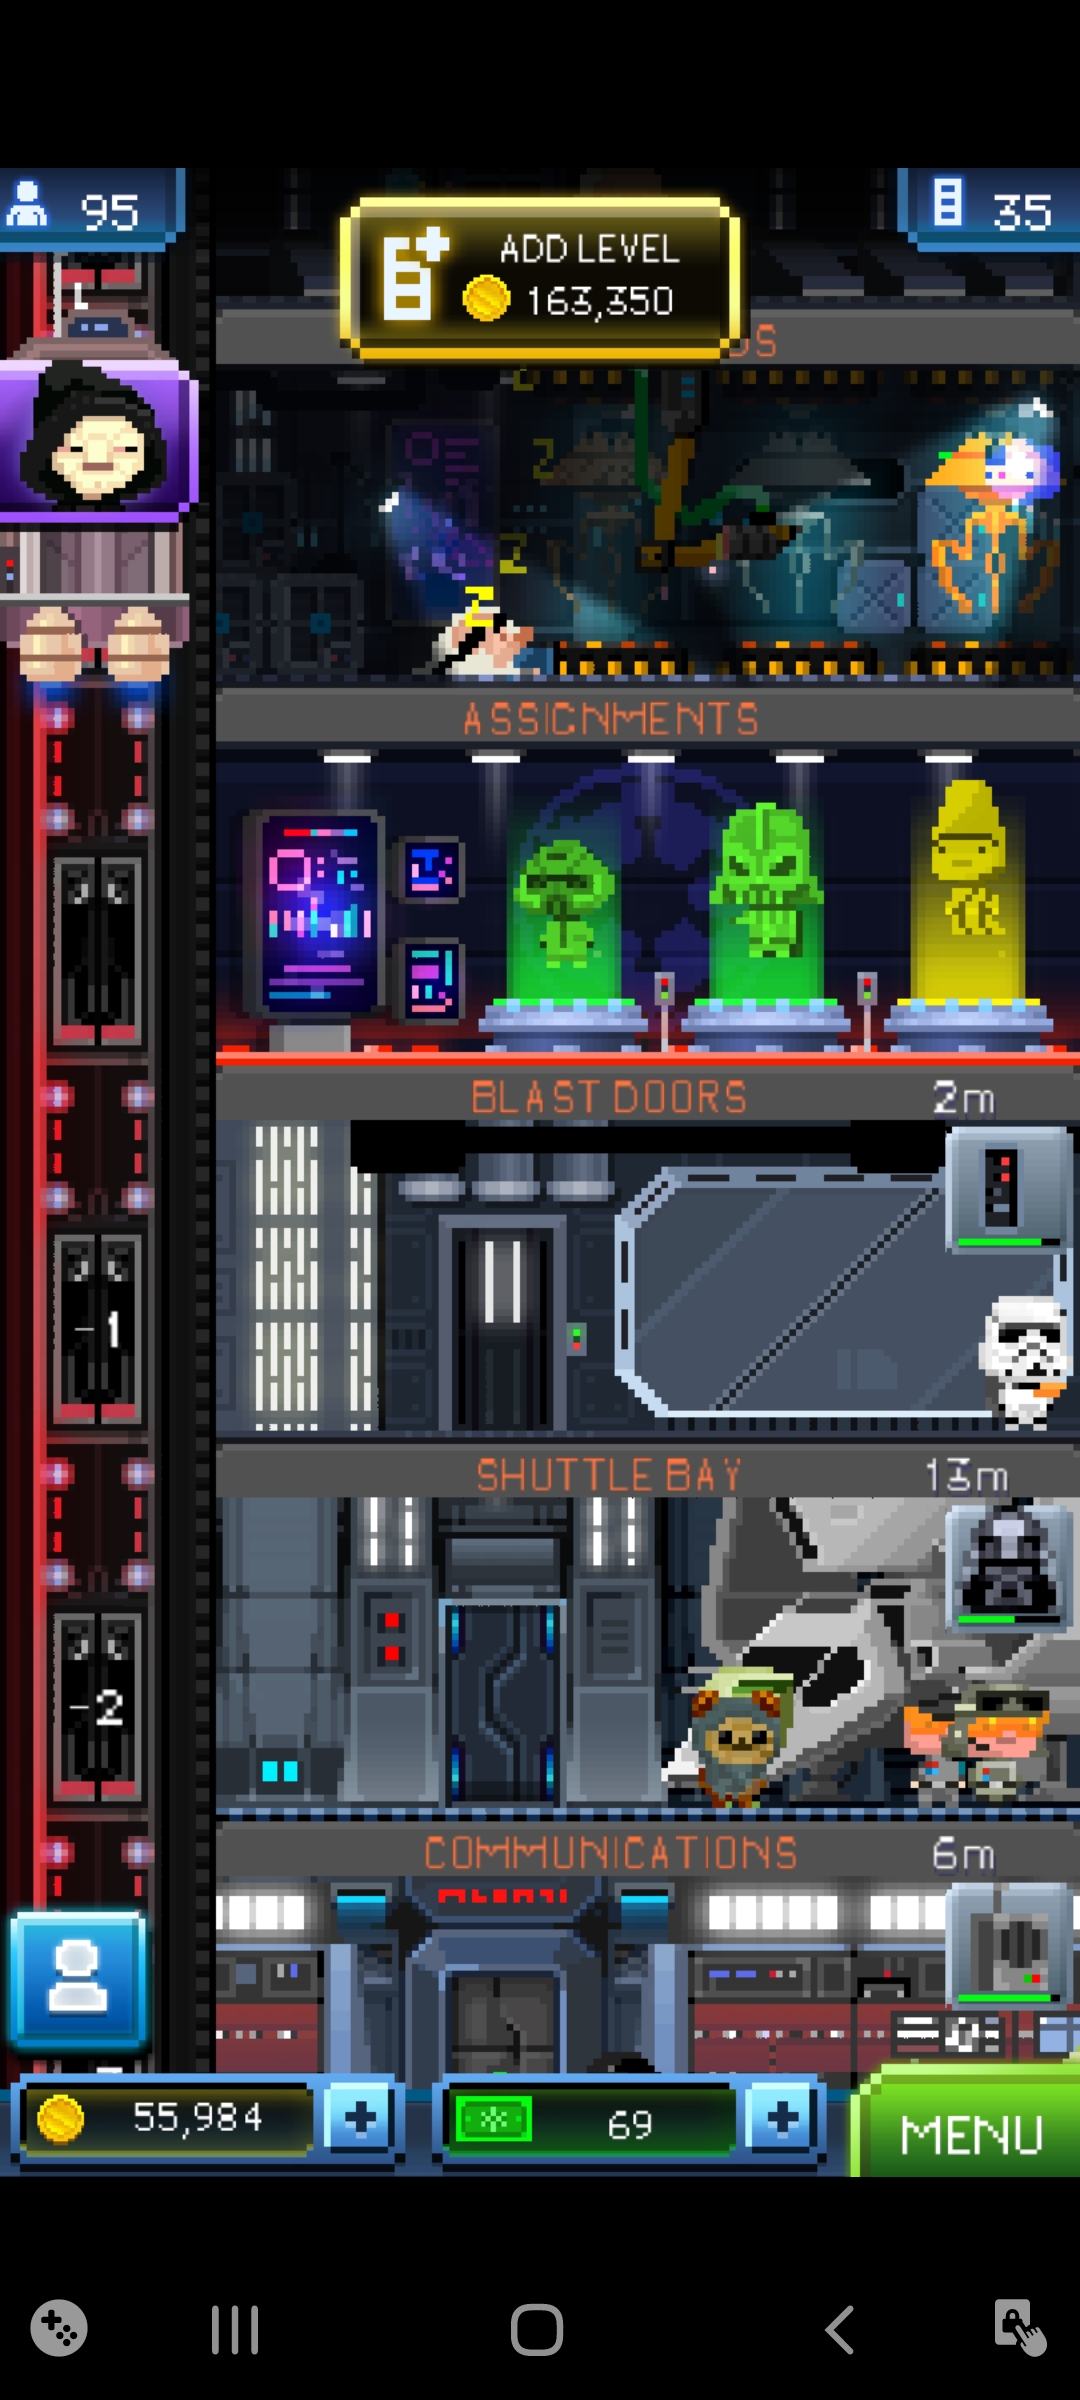 95
ADD LEVEL
163,350
35
DS
Z
Z
Z
Z
ASSIGNMENTS
BLAST DOORS 2m
-1
SHUTTLE BAY 13m
-2
COMMUNICATIONS 6m
55,984
69
MENU